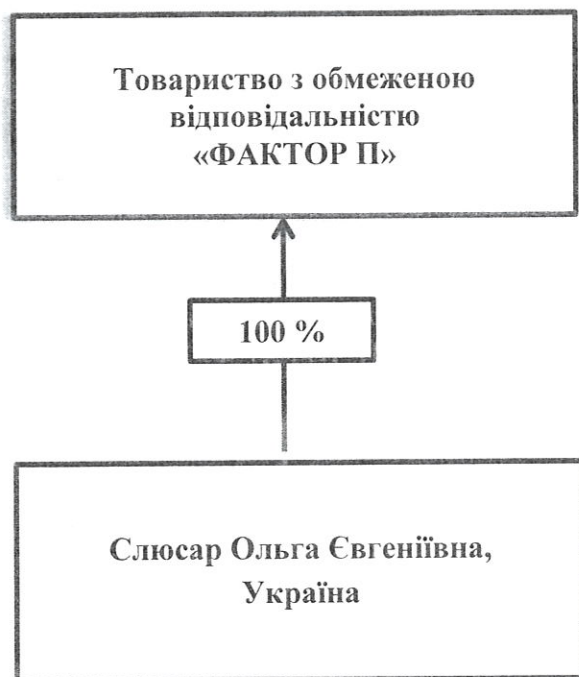 Товариство з обмеженою
відповідальністю
«ФАКТОР П»
100 %
Слюсар Ольга Євгеніївна,
Україна